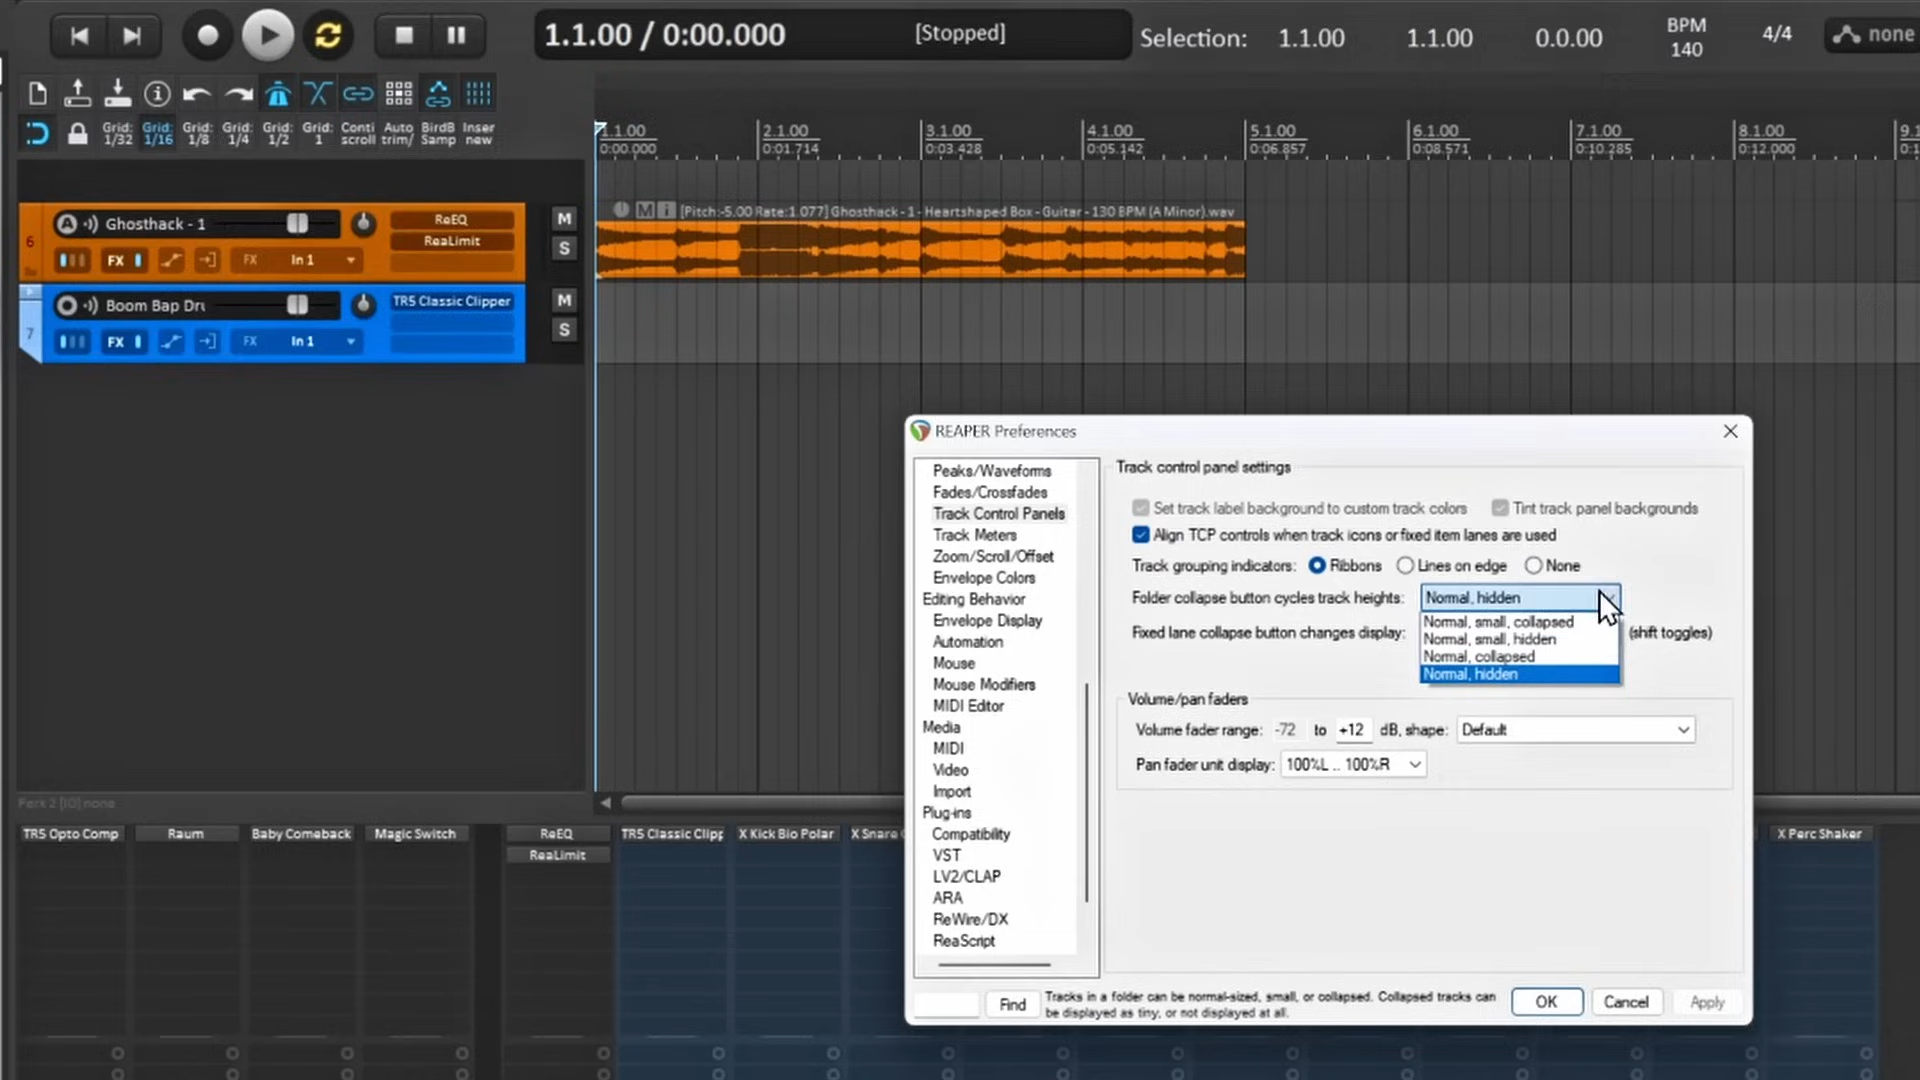 1.1.00 / 0:00.000
[Stopped]
Selection:
1.1.00
1.1.00
0.0.00
BPM
140
4/4
none
Grid: 1/32
Grid: 1/16
Grid: 1/8
Grid: 1/4
Grid: 1/2
Grid: 1
Conti scroll
Auto trim/
BirdB Samp
Inser new
1.1.00
0:00.000
2.1.00
0:01.714
3.1.00
0:03.428
4.1.00
0:05.142
5.1.00
0:06.857
6.1.00
0:08.571
7.1.00
0:10.285
8.1.00
0:12.000
9.1
6
A
Ghosthack - 1
ReEQ
ReaLimit
M
S
FX
FX
In 1
M
i
[Pitch:-5.00 Rate:1.077] Ghosthack - 1 - Heartshaped Box - Guitar - 130 BPM (A Minor).wav
7
Boom Bap Dru
TR5 Classic Clipper
M
S
FX
FX
In 1
REAPER Preferences
Peaks/Waveforms
Fades/Crossfades
Track Control Panels
Track Meters
Zoom/Scroll/Offset
Envelope Colors
Editing Behavior
Envelope Display
Automation
Mouse
Mouse Modifiers
MIDI Editor
Media
MIDI
Video
Import
Plug-ins
Compatibility
VST
LV2/CLAP
ARA
ReWire/DX
ReaScript
Track control panel settings
Set track label background to custom track colors
Tint track panel backgrounds
Align TCP controls when track icons or fixed item lanes are used
Track grouping indicators:
Ribbons
Lines on edge
None
Folder collapse button cycles track heights:
Normal, hidden
Normal, small, collapsed
Normal, small, hidden
Normal, collapsed
Normal, hidden
Fixed lane collapse button changes display:
(shift toggles)
Volume/pan faders
Volume fader range: -72 to +12 dB, shape: Default
Pan fader unit display: 100%L .. 100%R
Find
Tracks in a folder can be normal-sized, small, or collapsed. Collapsed tracks can
be displayed as tiny, or not displayed at all.
OK
Cancel
Apply
Perk 2 [IO] none
TR5 Opto Comp
Raum
Baby Comeback
Magic Switch
ReEQ
ReaLimit
TR5 Classic Clipp
X Kick Bio Polar
X Snare
X Perc Shaker